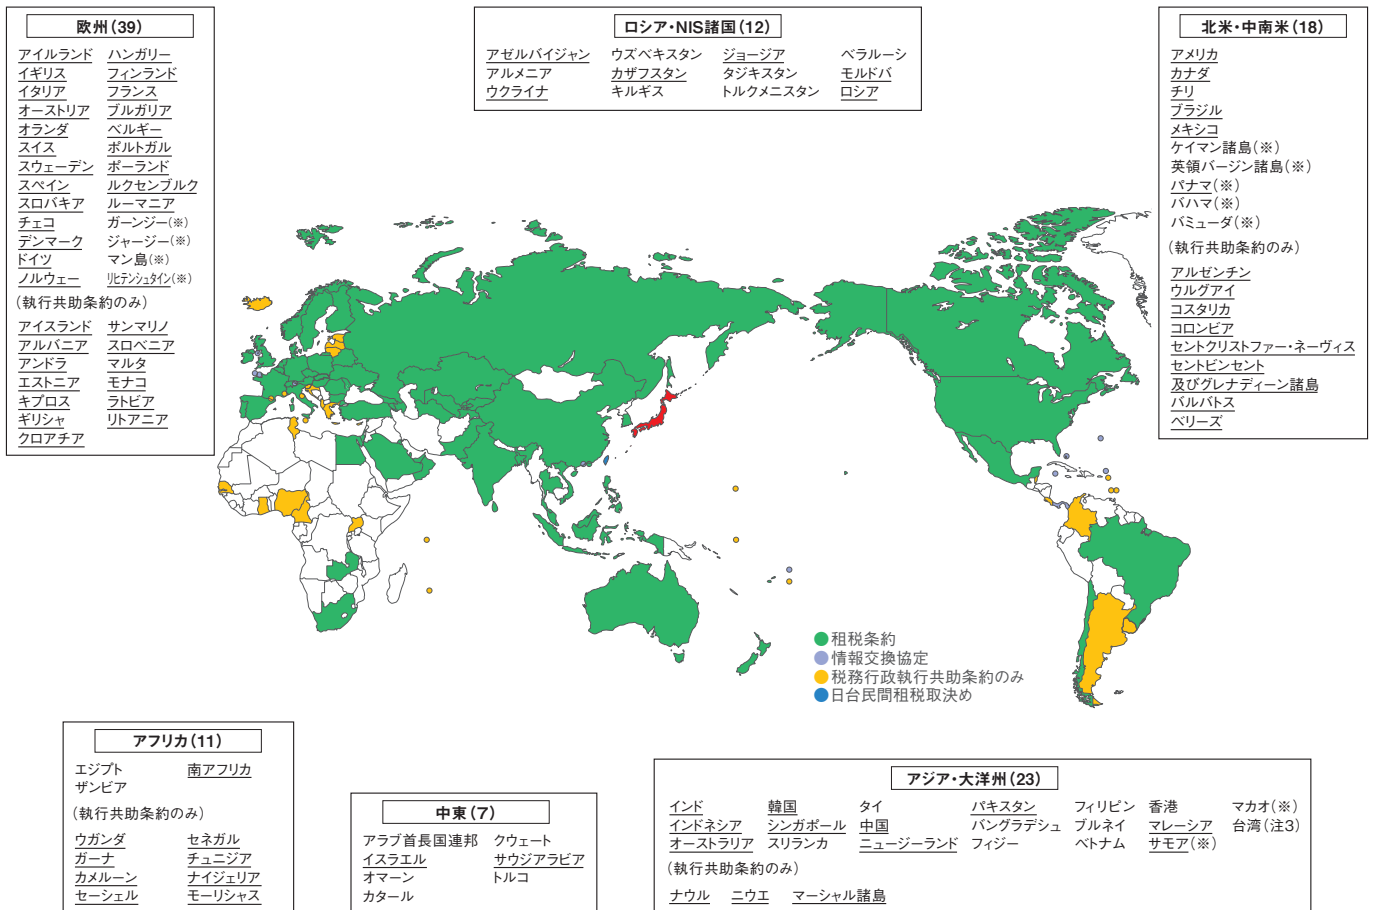 欧州(39)
アイルランド ハンガリー
イギリス フィンランド
イタリア フランス
オーストリア ブルガリア
オランダ ベルギー
スイス ポルトガル
スウェーデン ポーランド
スペイン ルクセンブルク
スロバキア ルーマニア
チェコ ガーンジー(※)
デンマーク ジャージー(※)
ドイツ マン島(※)
ノルウェー リヒテンシュタイン(※)
(執行共助条約のみ)
アイスランド サンマリノ
アルバニア スロベニア
アンドラ マルタ
エストニア モナコ
キプロス ラトビア
ギリシャ リトアニア
クロアチア
ロシア・NIS諸国(12)
アゼルバイジャン ウズベキスタン ジョージア ベラルーシ
アルメニア カザフスタン タジキスタン モルドバ
ウクライナ キルギス トルクメニスタン ロシア
北米・中南米(18)
アメリカ
カナダ
チリ
ブラジル
メキシコ
ケイマン諸島(※)
英領バージン諸島(※)
パナマ(※)
バハマ(※)
バミューダ(※)
(執行共助条約のみ)
アルゼンチン
ウルグアイ
コスタリカ
コロンビア
セントクリストファー・ネーヴィス
セントビンセント
及びグレナディーン諸島
バルバトス
ベリーズ
租税条約
情報交換協定
税務行政執行共助条約のみ
日台民間租税取決め
アフリカ(11)
エジプト 南アフリカ
ザンビア
(執行共助条約のみ)
ウガンダ セネガル
ガーナ チュニジア
カメルーン ナイジェリア
セーシェル モーリシャス
中東(7)
アラブ首長国連邦 クウェート
イスラエル サウジアラビア
オマーン トルコ
カタール
アジア・大洋州(23)
インド 韓国 タイ パキスタン フィリピン 香港 マカオ(※)
インドネシア シンガポール 中国 バングラデシュ ブルネイ マレーシア 台湾(注3)
オーストラリア スリランカ ニュージーランド フィジー ベトナム サモア(※)
(執行共助条約のみ)
ナウル ニウエ マーシャル諸島